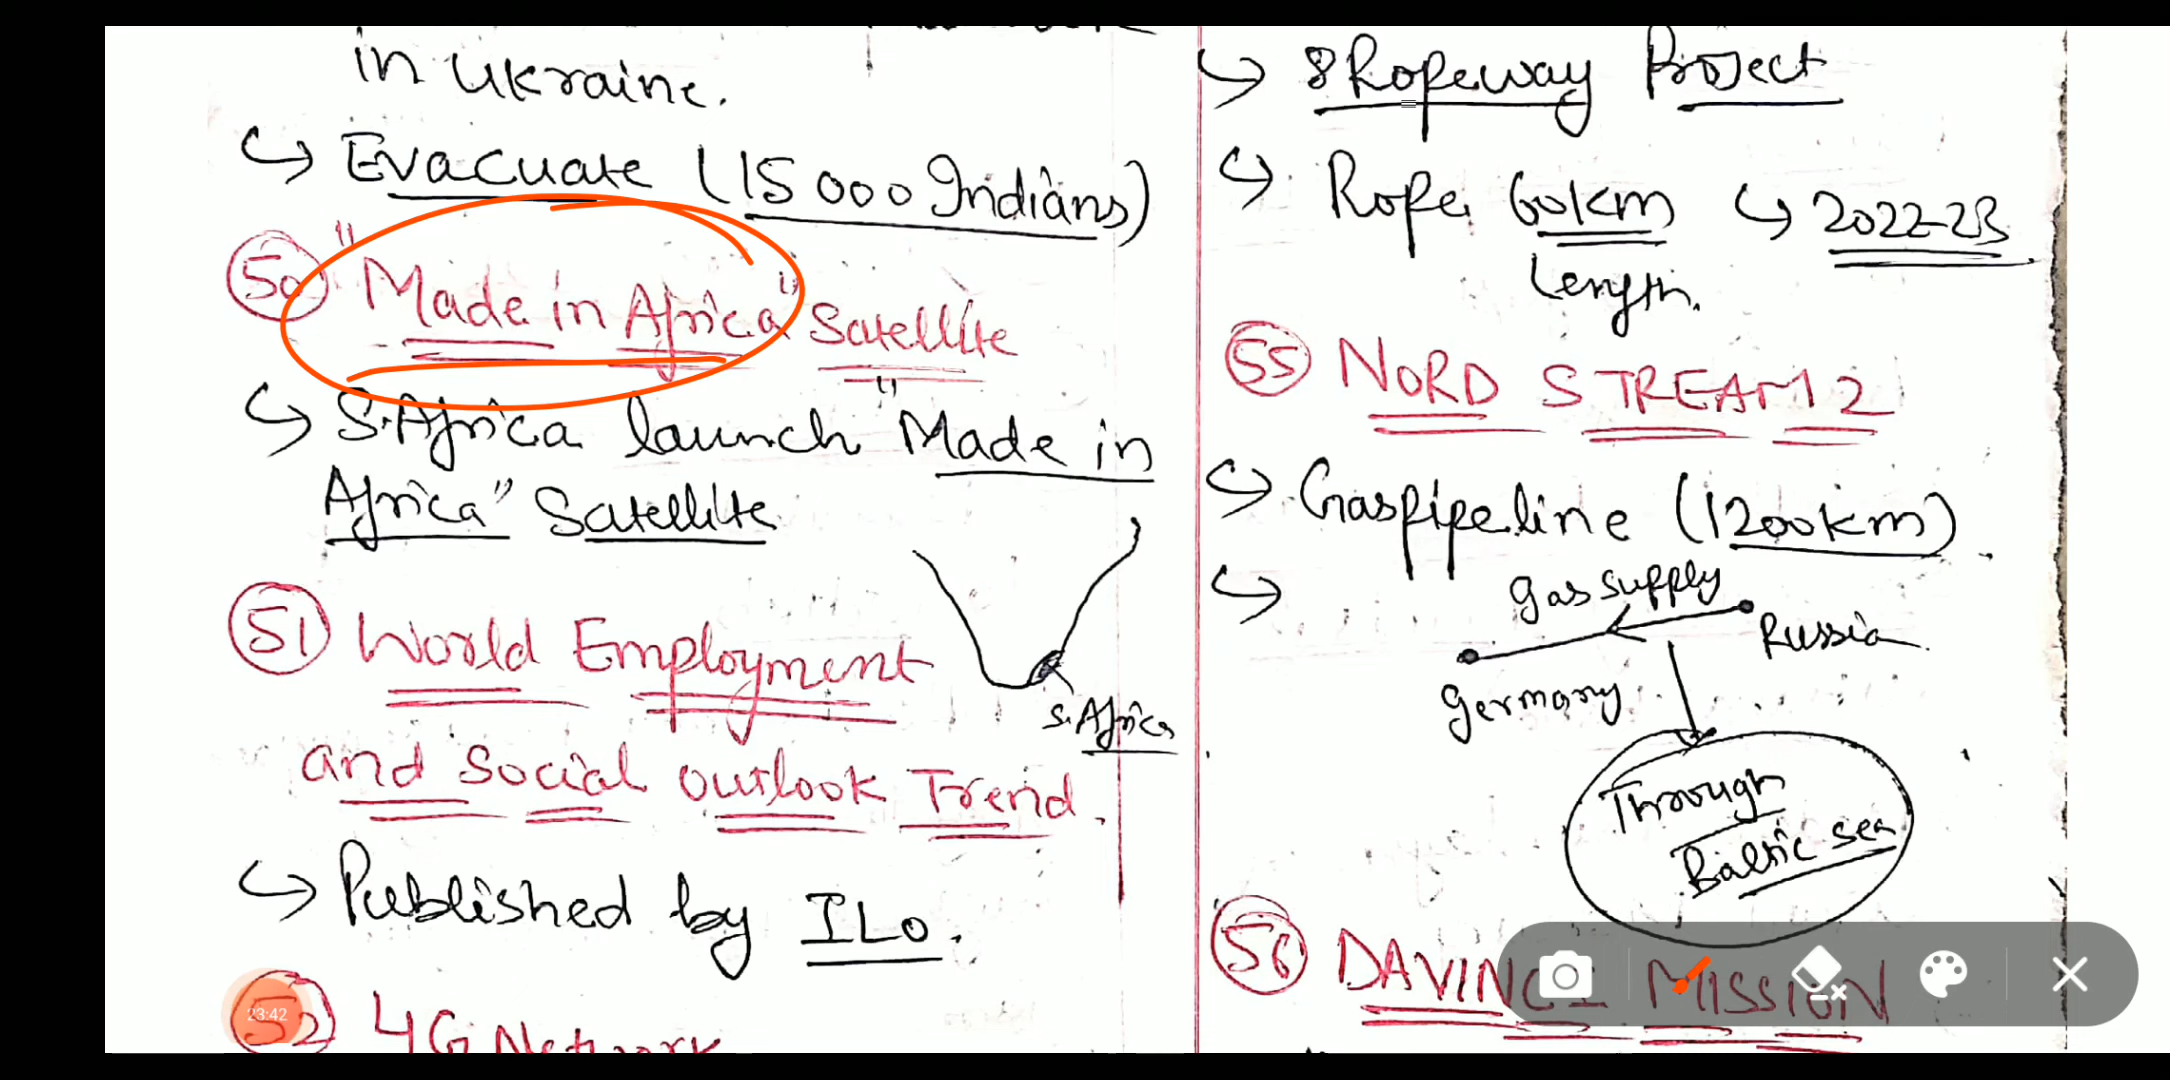 in Ukraine.
↪ Evacuate (15000 Indians)
50 "Made in Africa" Satellite
↪ S.Africa launch "Made in
Africa" Satellite
S.Africa
51 World Employment
and Social outlook Trend.
↪ Published by ILO.
52 4G Network
23:42
↪ 8 Ropeway Project
↪ Rope 60km ↪ 2022-23
Length.
55 NORD STREAM 2
↪ Gaspipeline (1200km)
↪ gas supply
Russia
Germany
Through
Baltic sea
56 DAVINCI MISSION